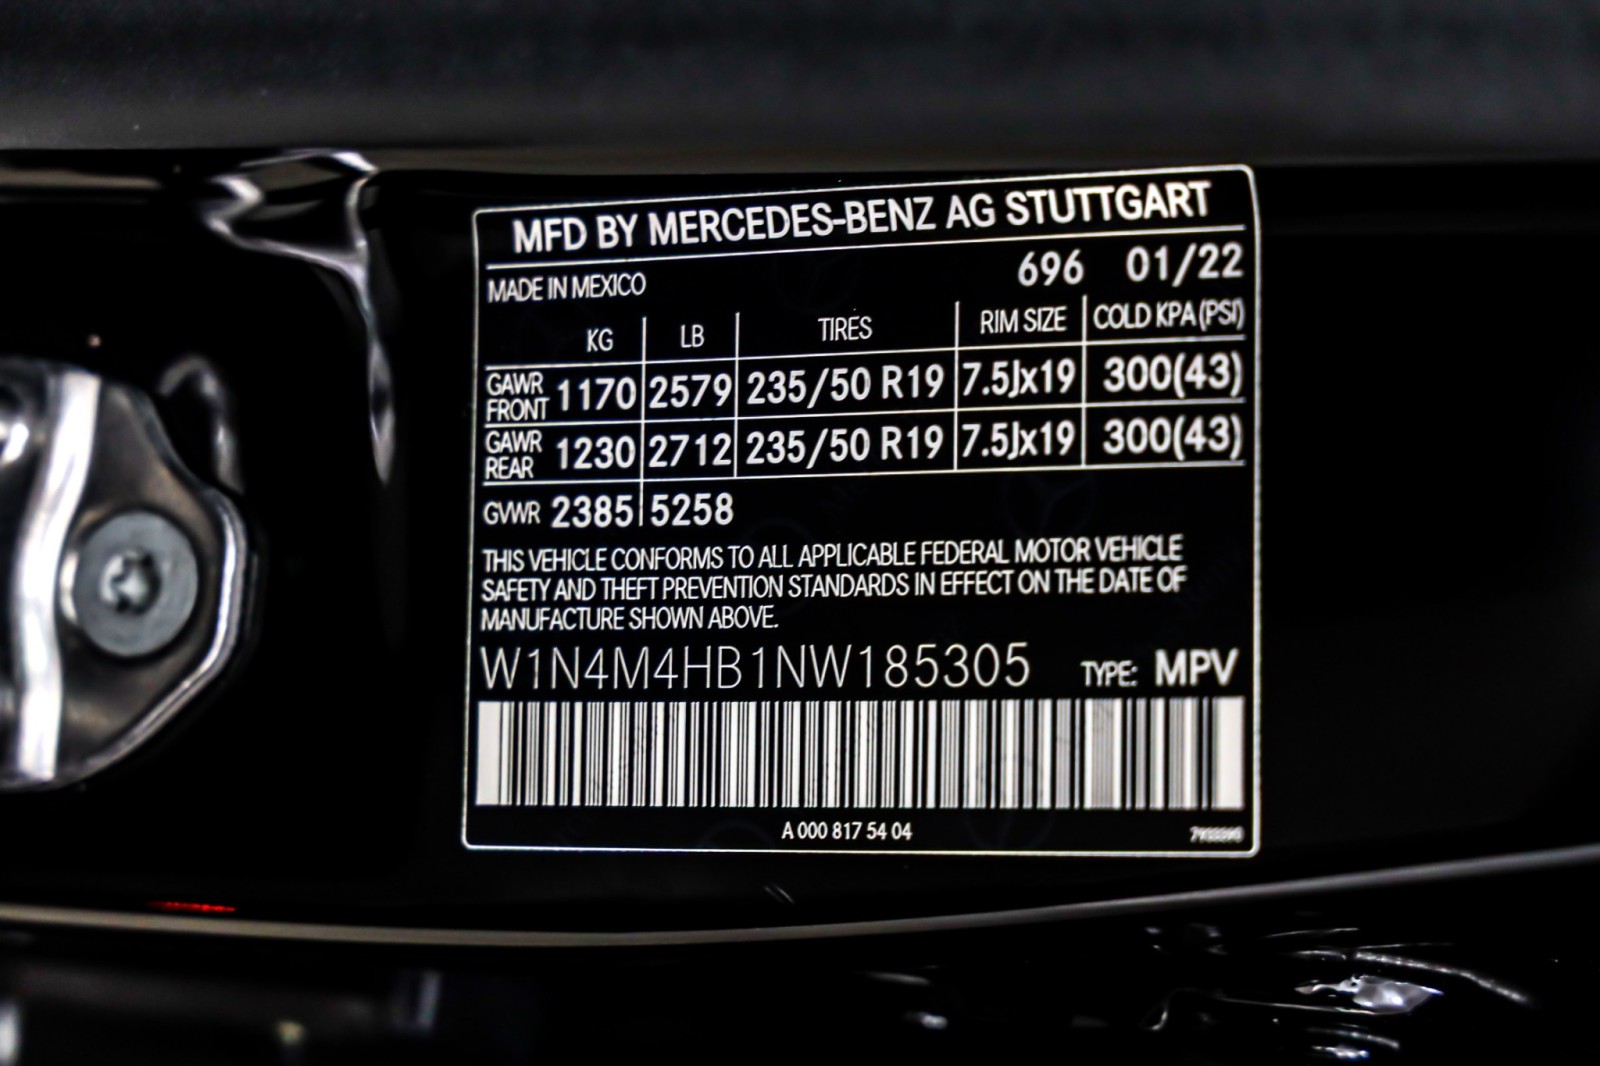 MFD BY MERCEDES-BENZ AG STUTTGART
MADE IN MEXICO 696 01/22
KG LB TIRES RIM SIZE COLD KPA (PSI)
GAWR FRONT 1170 2579 235/50 R19 7.5Jx19 300(43)
GAWR REAR 1230 2712 235/50 R19 7.5Jx19 300(43)
GVWR 2385 5258
THIS VEHICLE CONFORMS TO ALL APPLICABLE FEDERAL MOTOR VEHICLE
SAFETY AND THEFT PREVENTION STANDARDS IN EFFECT ON THE DATE OF
MANUFACTURE SHOWN ABOVE.
W1N4M4HB1NW185305 TYPE: MPV
A 000 817 54 04